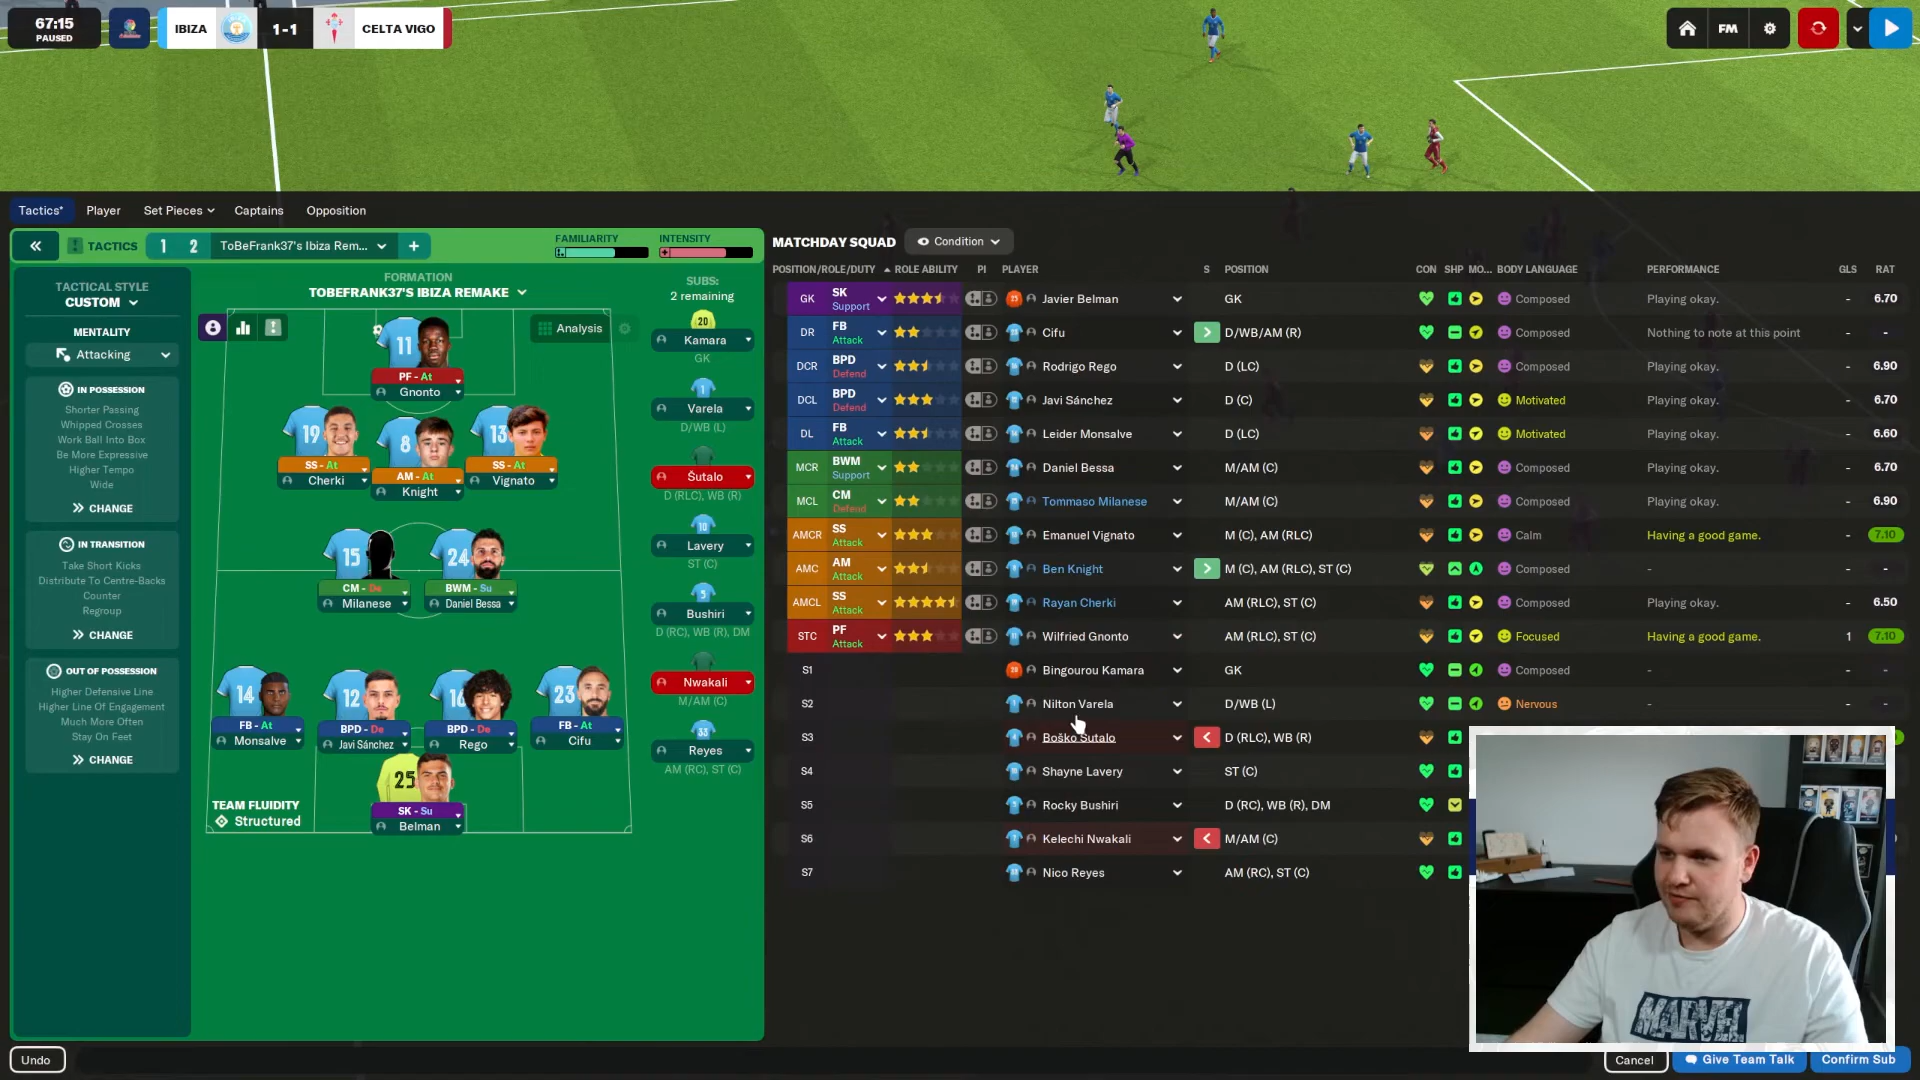 67:15
PAUSED
IBIZA
1-1
CELTA VIGO
FM
Tactics*
Player
Set Pieces
Captains
Opposition
TACTICS
1
2
ToBeFrank37's Ibiza Rem...
FAMILIARITY
INTENSITY
TACTICAL STYLE
CUSTOM
MENTALITY
Attacking
IN POSSESSION
Shorter Passing
Whipped Crosses
Work Ball Into Box
Be More Expressive
Higher Tempo
Wide
CHANGE
IN TRANSITION
Take Short Kicks
Distribute To Centre-Backs
Counter
Regroup
CHANGE
OUT OF POSSESSION
Higher Defensive Line
Higher Line Of Engagement
Much More Often
Stay On Feet
CHANGE
FORMATION
TOBEFRANK37'S IBIZA REMAKE
Analysis
11
PF - At
Gnonto
19
SS - At
Cherki
8
AM - At
Knight
13
SS - At
Vignato
15
CM - De
Milanese
24
BWM - Su
Daniel Bessa
14
FB - At
Monsalve
12
BPD - De
Javi Sánchez
16
BPD - De
Rego
23
FB - At
Cifu
25
SK - Su
Belman
TEAM FLUIDITY
Structured
SUBS:
2 remaining
20
Kamara
GK
1
Varela
D/WB (L)
Šutalo
D (RLC), WB (R)
10
Lavery
ST (C)
5
Bushiri
D (RC), WB (R), DM
Nwakali
M/AM (C)
33
Reyes
AM (RC), ST (C)
MATCHDAY SQUAD
Condition
POSITION/ROLE/DUTY ROLE ABILITY PI PLAYER S POSITION CON SHP MO... BODY LANGUAGE PERFORMANCE GLS RAT
GK SK Support Javier Belman GK Composed Playing okay. - 6.70
DR FB Attack Cifu D/WB/AM (R) Composed Nothing to note at this point - -
DCR BPD Defend Rodrigo Rego D (LC) Composed Playing okay. - 6.90
DCL BPD Defend Javi Sánchez D (C) Motivated Playing okay. - 6.70
DL FB Attack Leider Monsalve D (LC) Motivated Playing okay. - 6.60
MCR BWM Support Daniel Bessa M/AM (C) Composed Playing okay. - 6.70
MCL CM Defend Tommaso Milanese M/AM (C) Composed Playing okay. - 6.90
AMCR SS Attack Emanuel Vignato M (C), AM (RLC) Calm Having a good game. - 7.10
AMC AM Attack Ben Knight M (C), AM (RLC), ST (C) Composed - - -
AMCL SS Attack Rayan Cherki AM (RLC), ST (C) Composed Playing okay. - 6.50
STC PF Attack Wilfried Gnonto AM (RLC), ST (C) Focused Having a good game. 1 7.10
S1 Bingourou Kamara GK Composed - - -
S2 Nilton Varela D/WB (L) Nervous - - -
S3 Boško Šutalo D (RLC), WB (R)
S4 Shayne Lavery ST (C)
S5 Rocky Bushiri D (RC), WB (R), DM
S6 Kelechi Nwakali M/AM (C)
S7 Nico Reyes AM (RC), ST (C)
MARVEL
Undo
Cancel
Give Team Talk
Confirm Sub